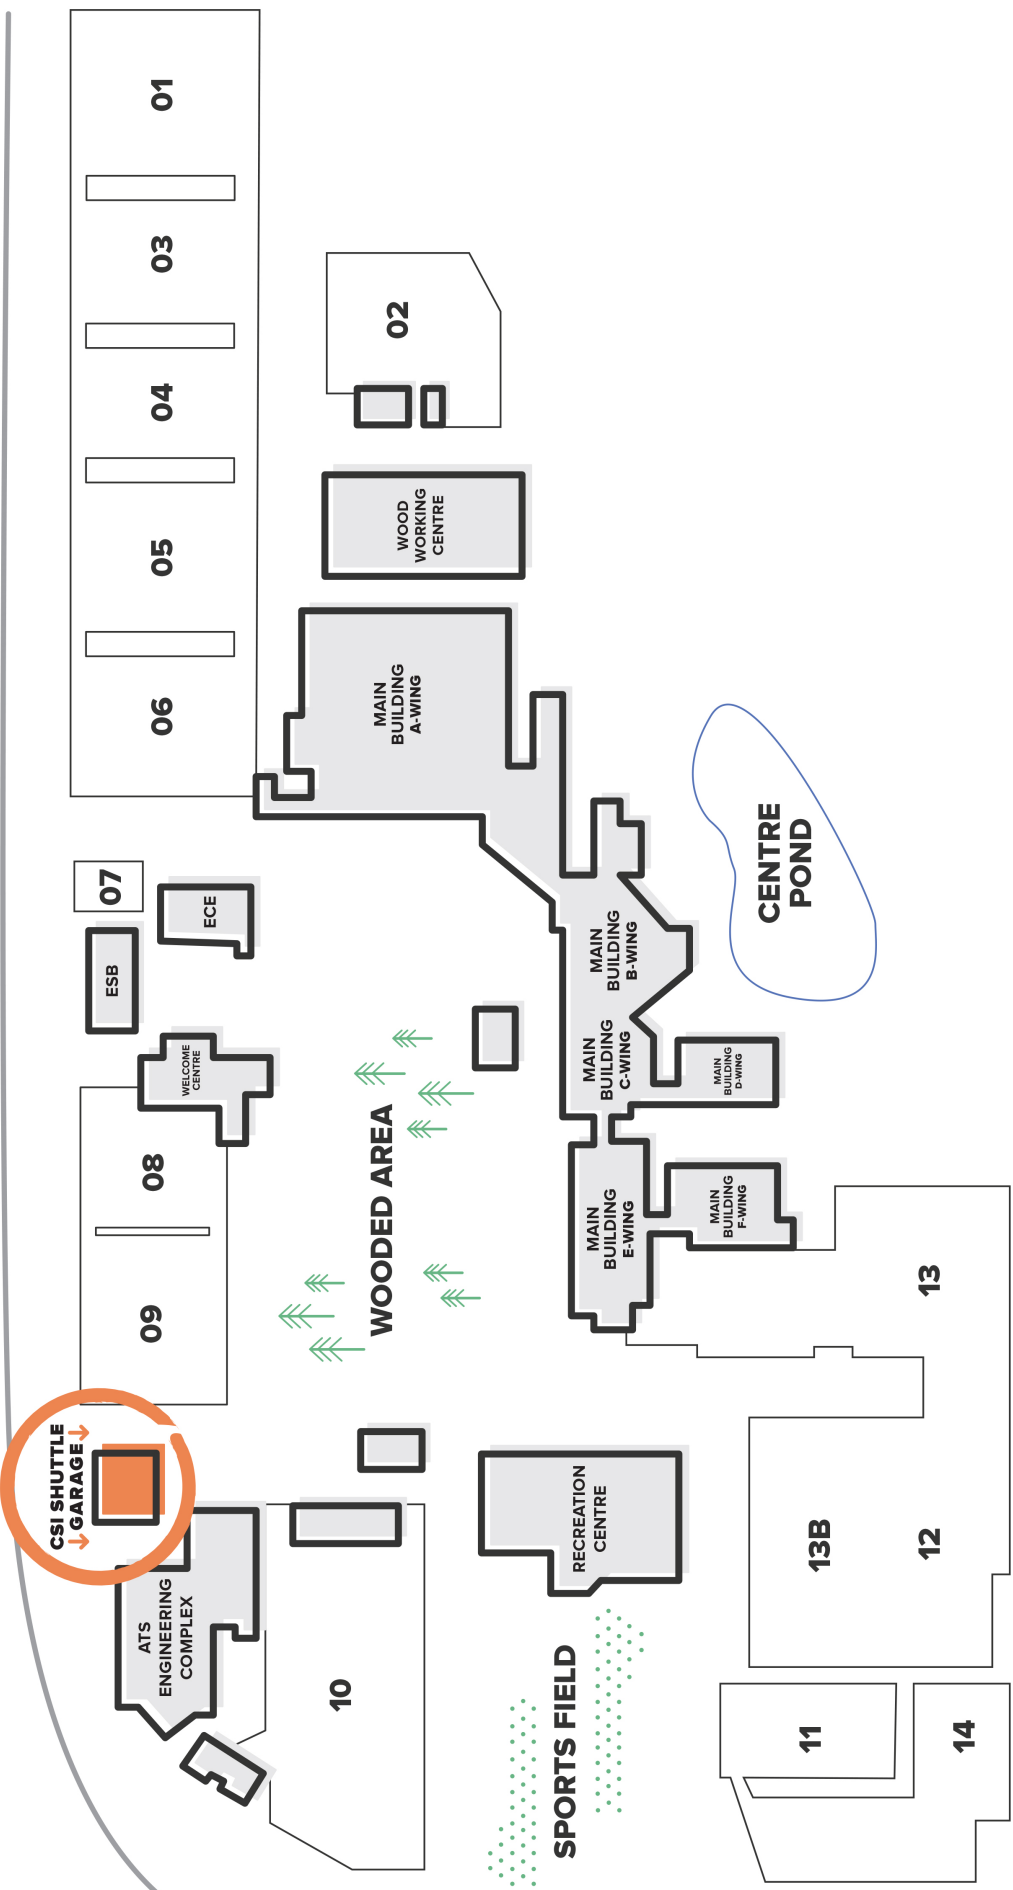 01
03
02
04
WOOD
WORKING
CENTRE
05
06
MAIN
BUILDING
A-WING
07
ECE
ESB
CENTRE
POND
MAIN
BUILDING
B-WING
WELCOME
CENTRE
MAIN
BUILDING
C-WING
MAIN
BUILDING
D-WING
08
WOODED AREA
MAIN
BUILDING
E-WING
MAIN
BUILDING
F-WING
09
13
CSI SHUTTLE
GARAGE
RECREATION
CENTRE
13B
12
ATS
ENGINEERING
COMPLEX
10
SPORTS FIELD
11
14